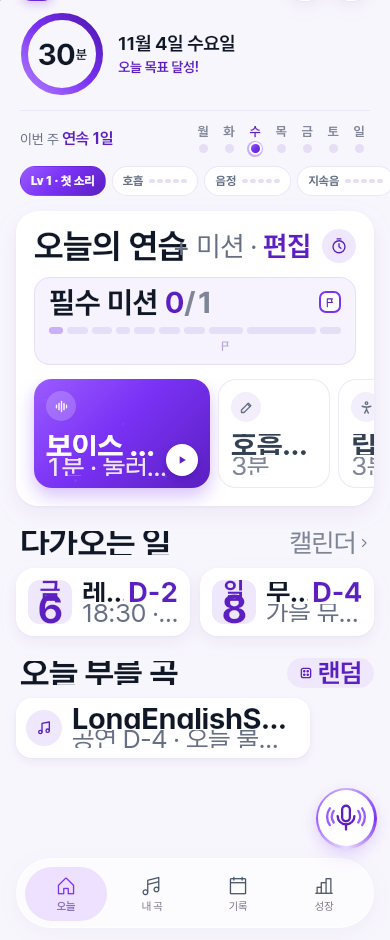 30분
11월 4일 수요일
오늘 목표 달성!
이번 주 연속 1일
월 화 수 목 금 토 일
Lv 1 · 첫 소리
호흡
음정
지속음
오늘의 연습
미션 · 편집
필수 미션 0/1
보이스 ...
1분 · 눌러...
호흡...
3분
다가오는 일
캘린더
금
6
레... D-2
18:30 ·...
일
8
무... D-4
가을 뮤...
오늘 부를 곡
랜덤
LongEnglishS...
공연 D-4 · 오늘 불...
오늘
내 곡
기록
성장